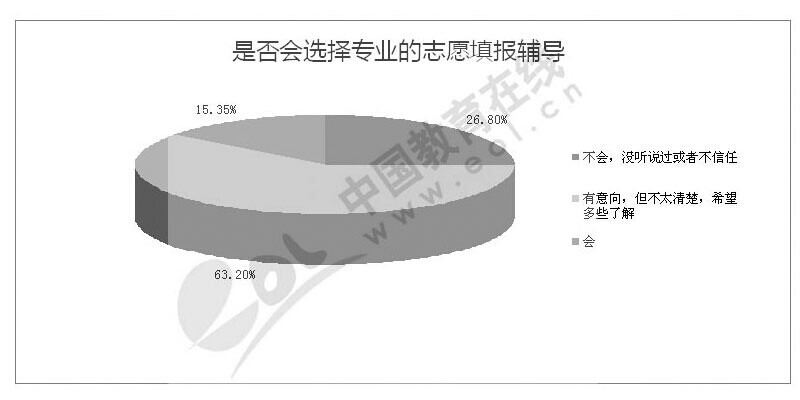 是否会选择专业的志愿填报辅导
15.35%
26.80%
63.20%
不会，没听说过或者不信任
有意向，但不太清楚，希望
多些了解
会
中国教育在线
www.eol.cn
eol